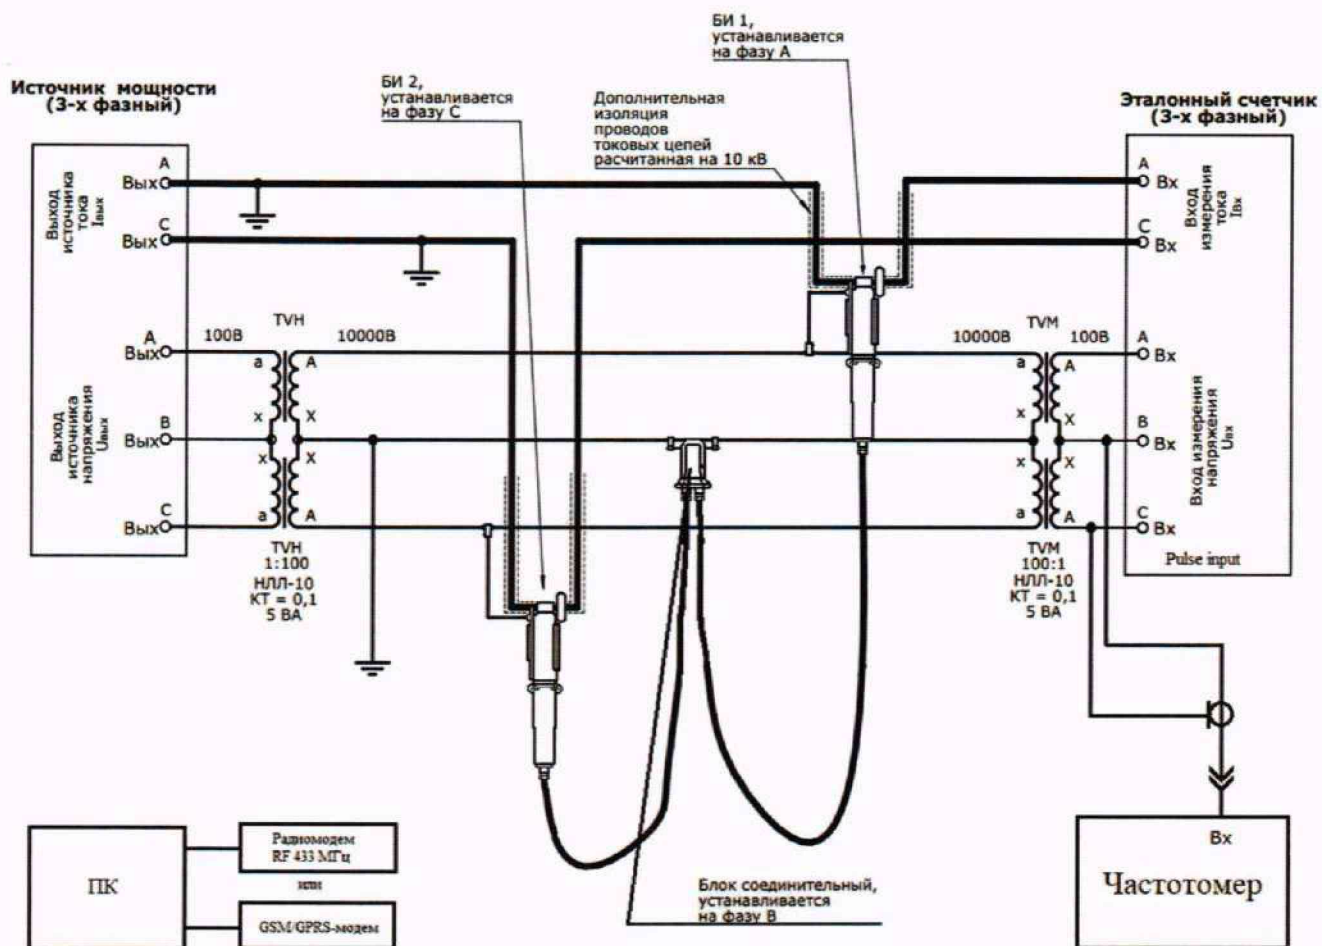 БИ 1,
устанавливается
на фазу А
БИ 2,
устанавливается
на фазу С
Дополнительная
изоляция
проводов
токовых цепей
расчитанная на 10 кВ
Источник мощности
(3-х фазный)
Эталонный счетчик
(3-х фазный)
Выход
источника
тока
Iвых
A
Вых
C
Вых
A
Вх
C
Вх
Вход
измерения
тока
Iвх
Выход
источника
напряжения
Uвых
A
Вых
B
Вых
C
Вых
100В
TVH
10000В
a
A
x
X
x
X
a
A
TVH
1:100
НЛЛ-10
КТ = 0,1
5 ВА
10000В
TVM
100В
a
A
x
X
x
X
a
A
TVM
100:1
НЛЛ-10
КТ = 0,1
5 ВА
A
Вх
B
Вх
C
Вх
Вход измерения
напряжения
Uвх
Pulse input
ПК
Радиомодем
RF 433 МГц
или
GSM/GPRS-модем
Блок соединительный,
устанавливается
на фазу В
Вх
Частотомер